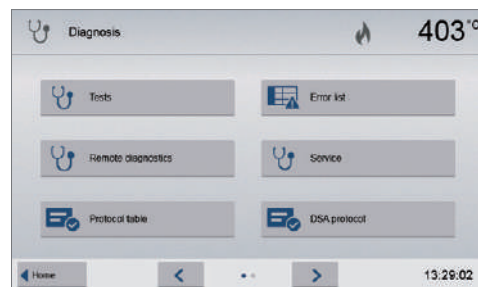 Diagnosis
403°C
Tests
Error list
Remote diagnostics
Service
Protocol table
DSA protocol
Home
13:29:02